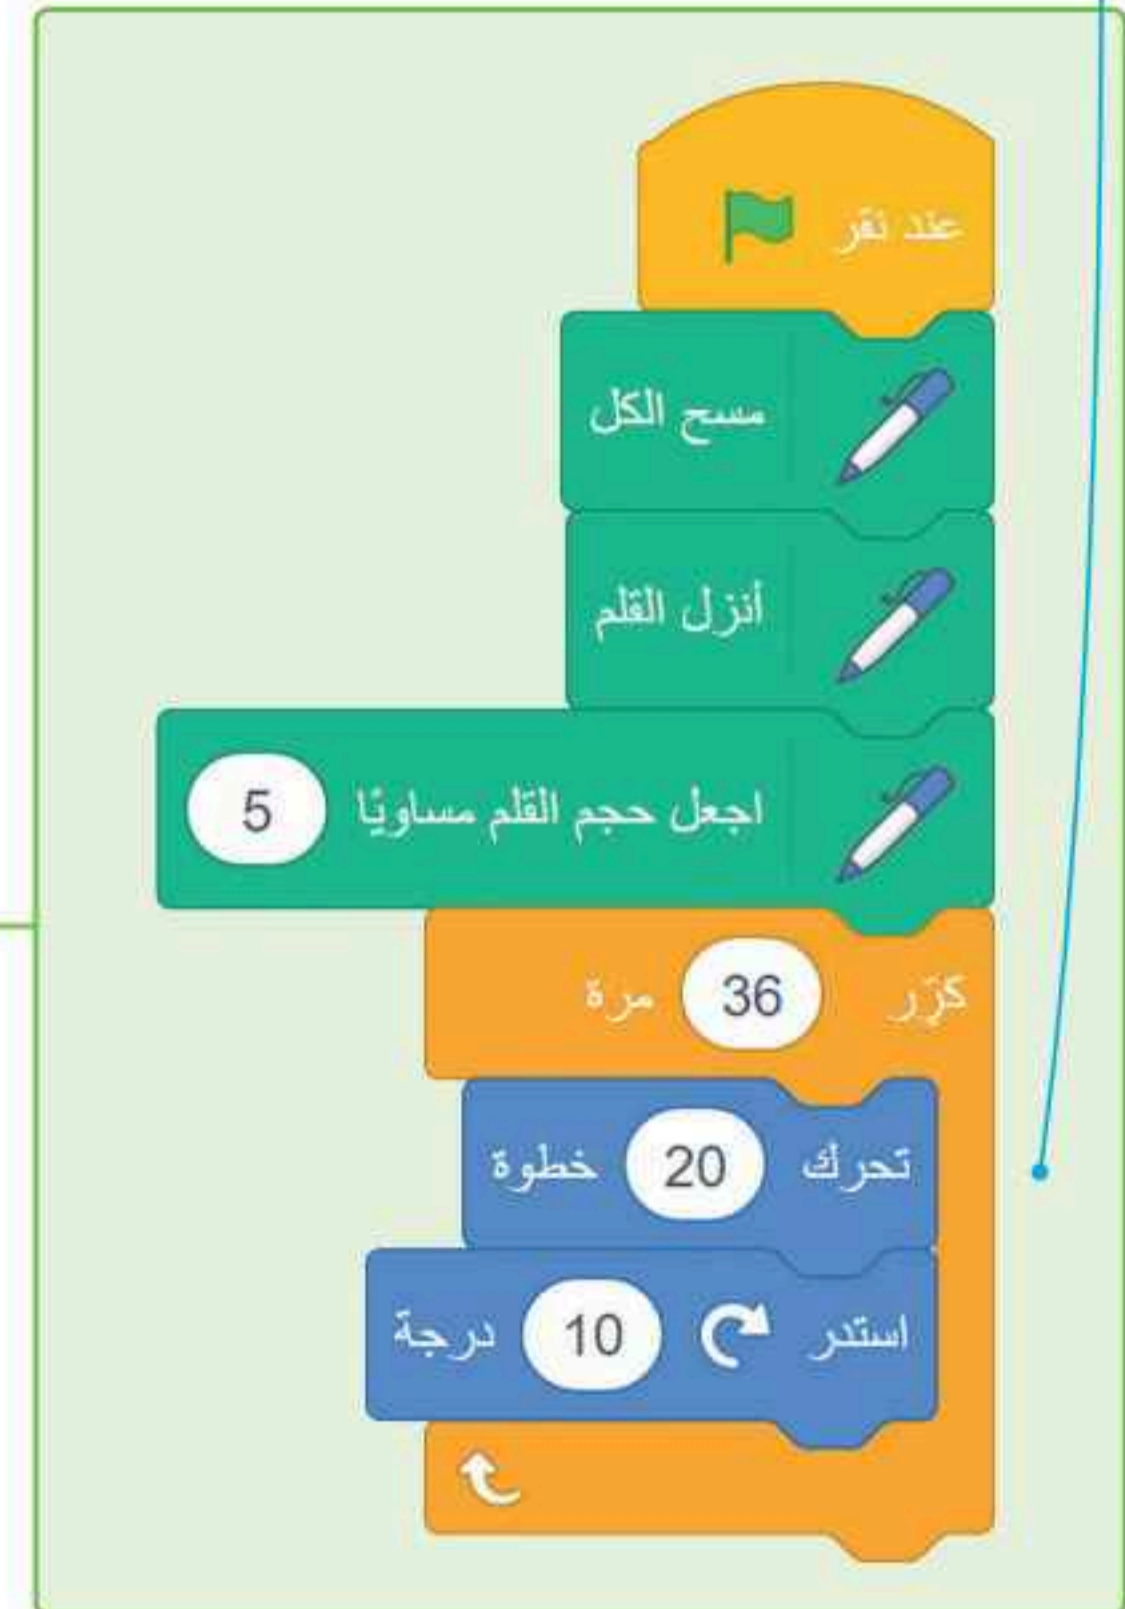 عند نقر
مسح الكل
أنزل القلم
اجعل حجم القلم مساويًا 5
كرّر 36 مرة
تحرك 20 خطوة
استدر 10 درجة